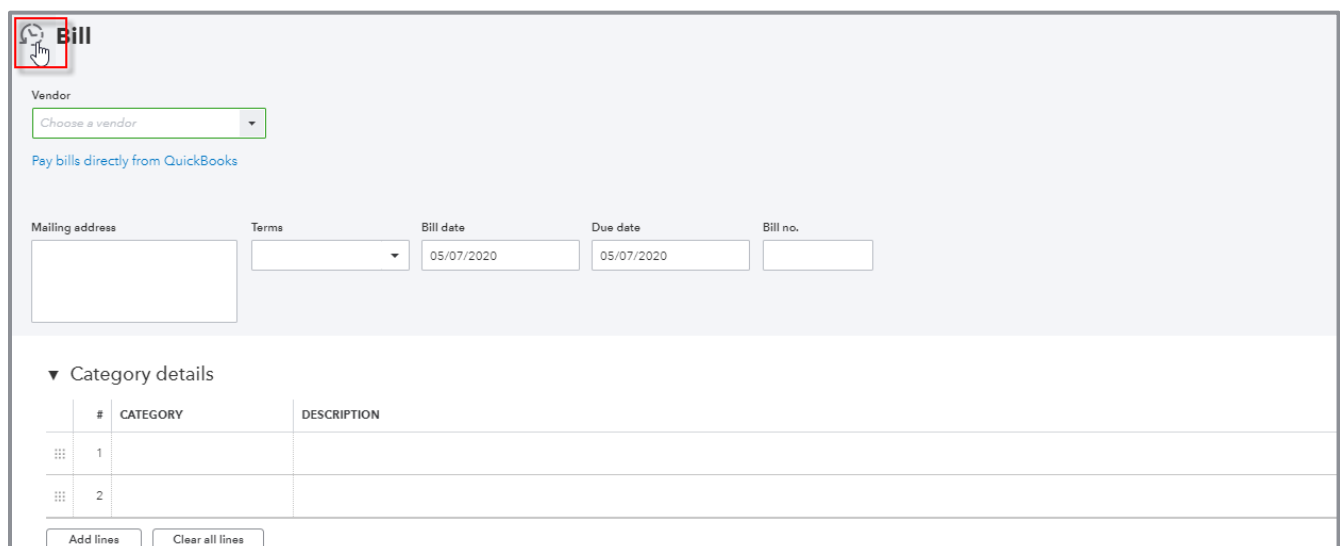 Bill
Vendor
Choose a vendor
Pay bills directly from QuickBooks
Mailing address Terms Bill date Due date Bill no.
05/07/2020 05/07/2020
Category details
# CATEGORY DESCRIPTION
1
2
Add lines Clear all lines